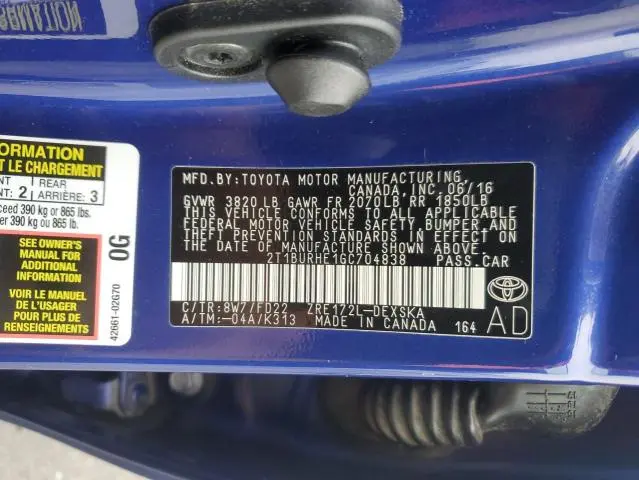 ORMATION
T LE CHARGEMENT
NT 2 REAR ARRIÈRE: 3
ceed 390 kg or 865 lbs.
er 390 kg ou 865 lb.
SEE OWNER'S
MANUAL FOR
ADDITIONAL
INFORMATION
VOIR LE MANUEL
DE L'USAGER
POUR PLUS DE
RENSEIGNEMENTS
0G
42661-02G70
MFD.BY:TOYOTA MOTOR MANUFACTURING
CANADA, INC.06/16
GVWR 3820 LB GAWR FR 2070LB RR 1850LB
THIS VEHICLE CONFORMS TO ALL APPLICABLE
FEDERAL MOTOR VEHICLE SAFETY,BUMPER,AND
THEFT PREVENTION STANDARDS IN EFFECT ON
THE DATE OF MANUFACTURE SHOWN ABOVE.
2T1BURHE1GC704838 PASS.CAR
C/TR:8W7/FD22 ZRE172L-DEXSKA
A/TM:-04A/K313 MADE IN CANADA 164
AD